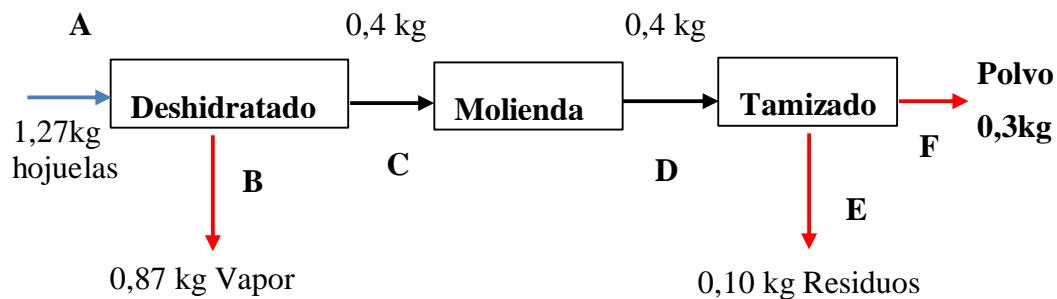 A
0,4 kg
0,4 kg
Deshidratado
Molienda
Tamizado
Polvo
0,3kg
1,27kg
hojuelas
B
C
D
E
F
0,87 kg Vapor
0,10 kg Residuos